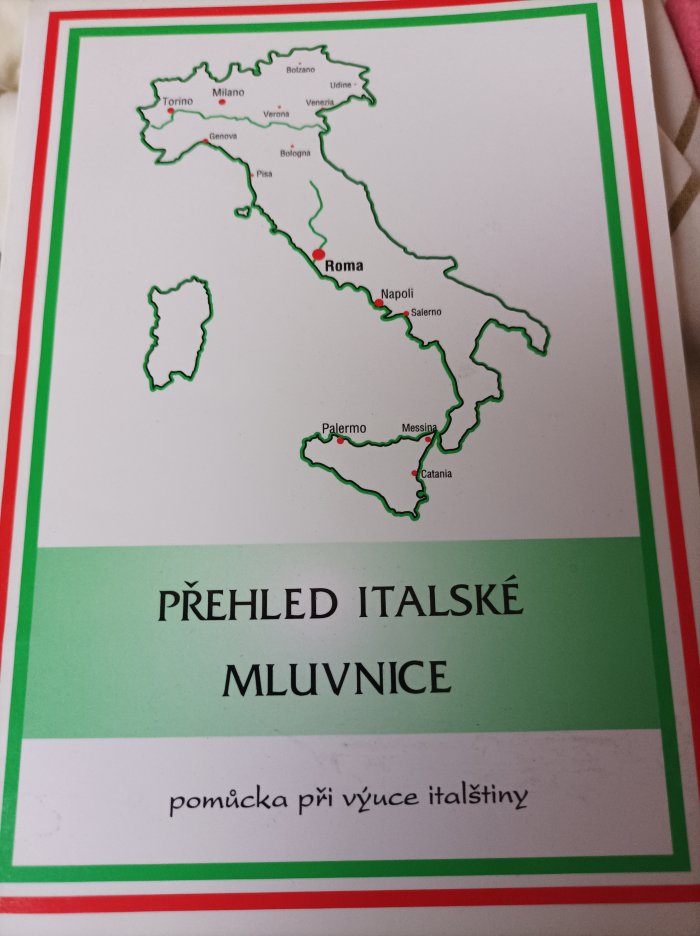 Bolzano
Udine
Milano
Torino
Venezia
Verona
Genova
Bologna
Pisa
Roma
Napoli
Salerno
Palermo
Messina
Catania
PŘEHLED ITALSKÉ
MLUVNICE
pomůcka při výuce italštiny